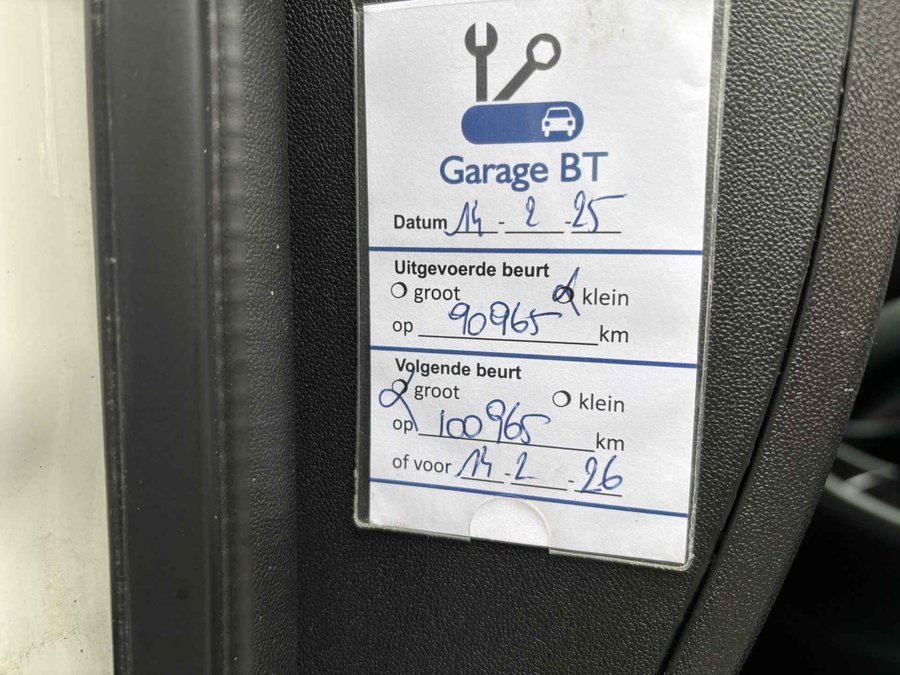 Garage BT
Datum 14 - 2 - 25
Uitgevoerde beurt
groot klein
op 90965 km
Volgende beurt
groot klein
op 100965 km
of voor 14 - 2 - 26